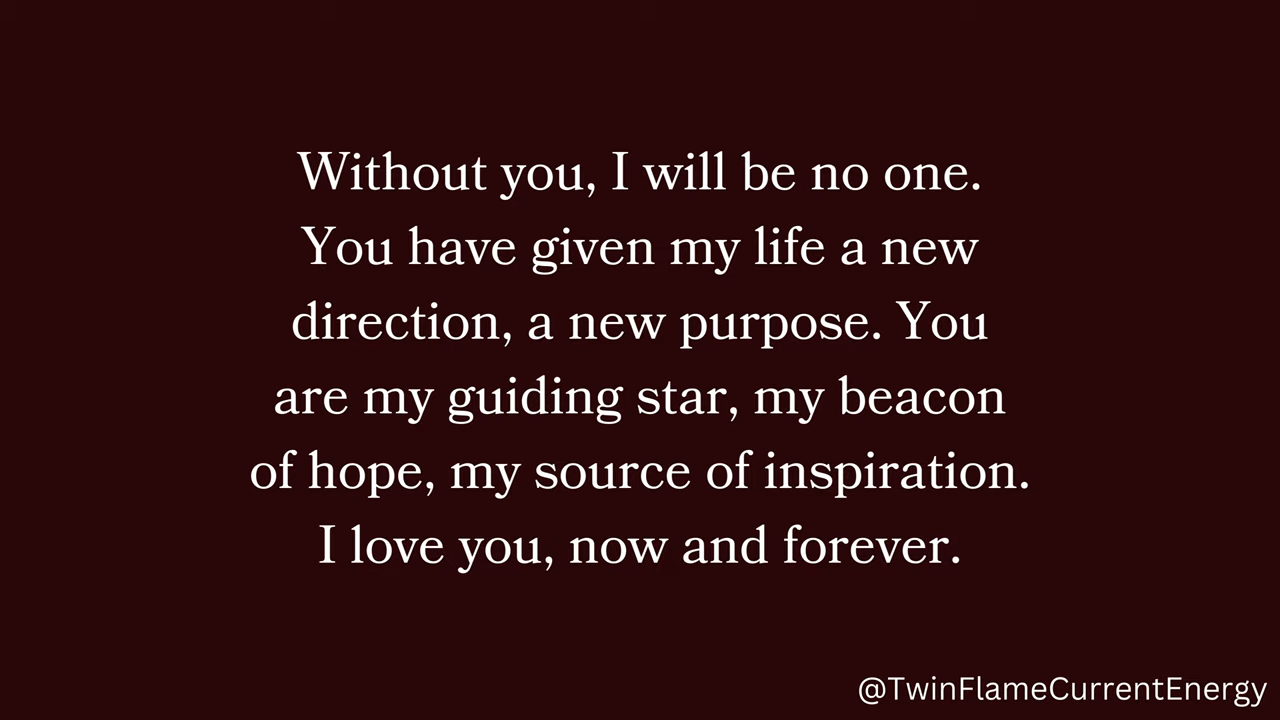 Without you, I will be no one.
You have given my life a new
direction, a new purpose. You
are my guiding star, my beacon
of hope, my source of inspiration.
I love you, now and forever.
@TwinFlameCurrentEnergy